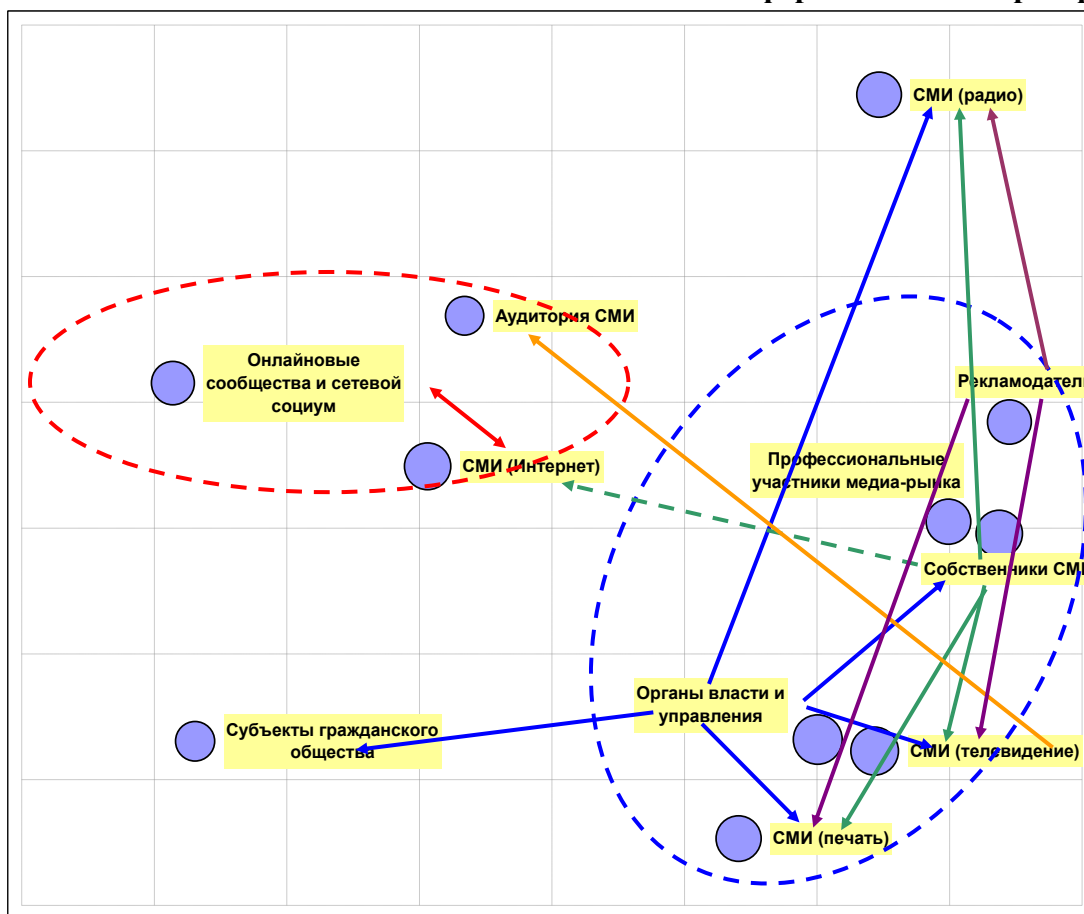 СМИ (радио)
Аудитория СМИ
Онлайновые
сообщества и сетевой
социум
Рекламодатель
СМИ (Интернет)
Профессиональные
участники медиа-рынка
Собственники СМИ
Органы власти и
управления
Субъекты гражданского
общества
СМИ (телевидение)
СМИ (печать)